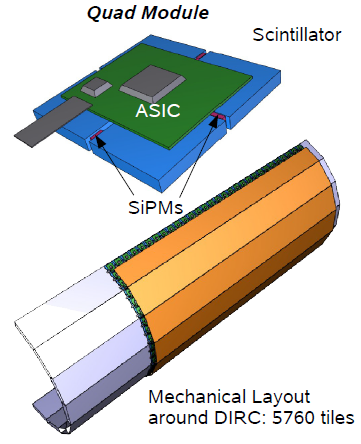 Quad Module
Scintillator
ASIC
SiPMs
Mechanical Layout
around DIRC: 5760 tiles